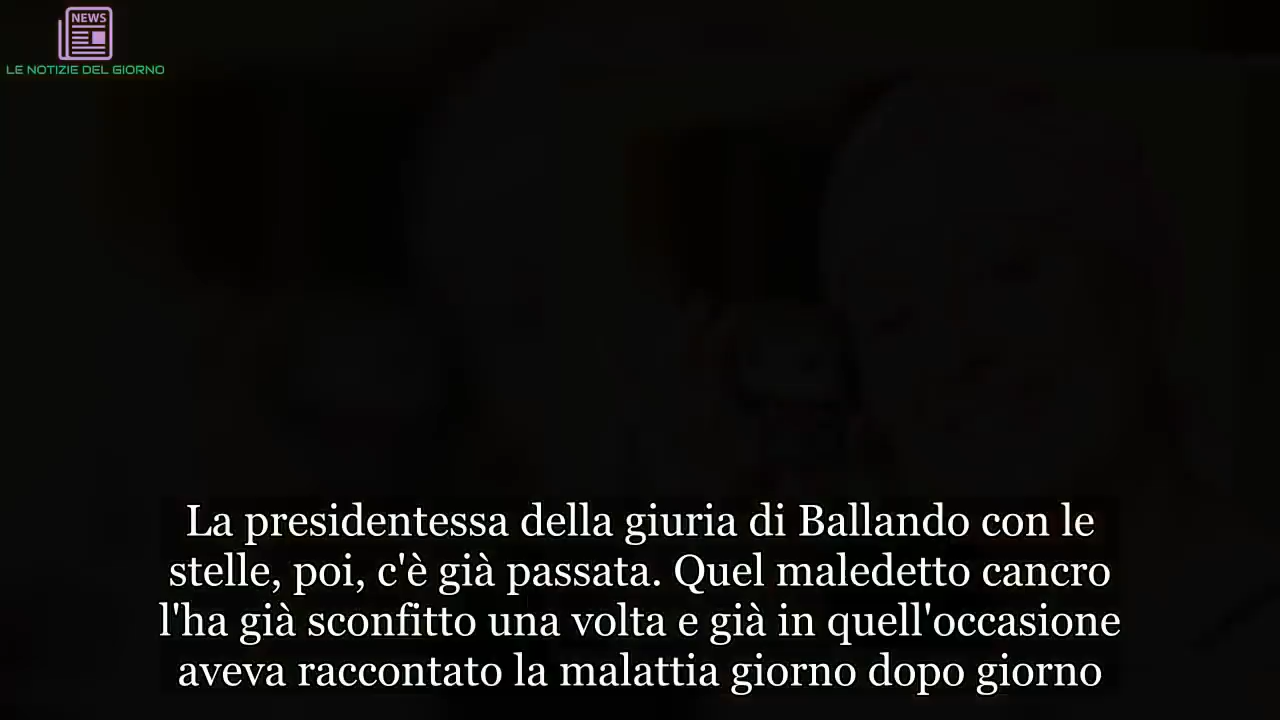 NEWS
LE NOTIZIE DEL GIORNO
La presidentessa della giuria di Ballando con le
stelle, poi, c'è già passata. Quel maledetto cancro
l'ha già sconfitto una volta e già in quell'occasione
aveva raccontato la malattia giorno dopo giorno